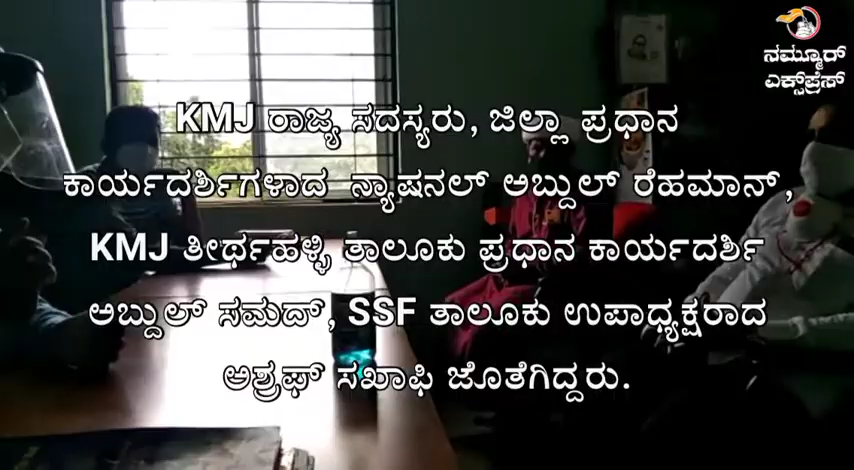 ನಮ್ಮೂರ್
ಎಕ್ಸ್‌ಪ್ರೆಸ್
KMJ ರಾಜ್ಯ ಸದಸ್ಯರು, ಜಿಲ್ಲಾ ಪ್ರಧಾನ
ಕಾರ್ಯದರ್ಶಿಗಳಾದ ನ್ಯಾಷನಲ್ ಅಬ್ದುಲ್ ರೆಹಮಾನ್,
KMJ ತೀರ್ಥಹಳ್ಳಿ ತಾಲೂಕು ಪ್ರಧಾನ ಕಾರ್ಯದರ್ಶಿ
ಅಬ್ದುಲ್ ಸಮದ್, SSF ತಾಲೂಕು ಉಪಾಧ್ಯಕ್ಷರಾದ
ಅಶ್ರಫ್ ಸಖಾಫಿ ಜೊತೆಗಿದ್ದರು.